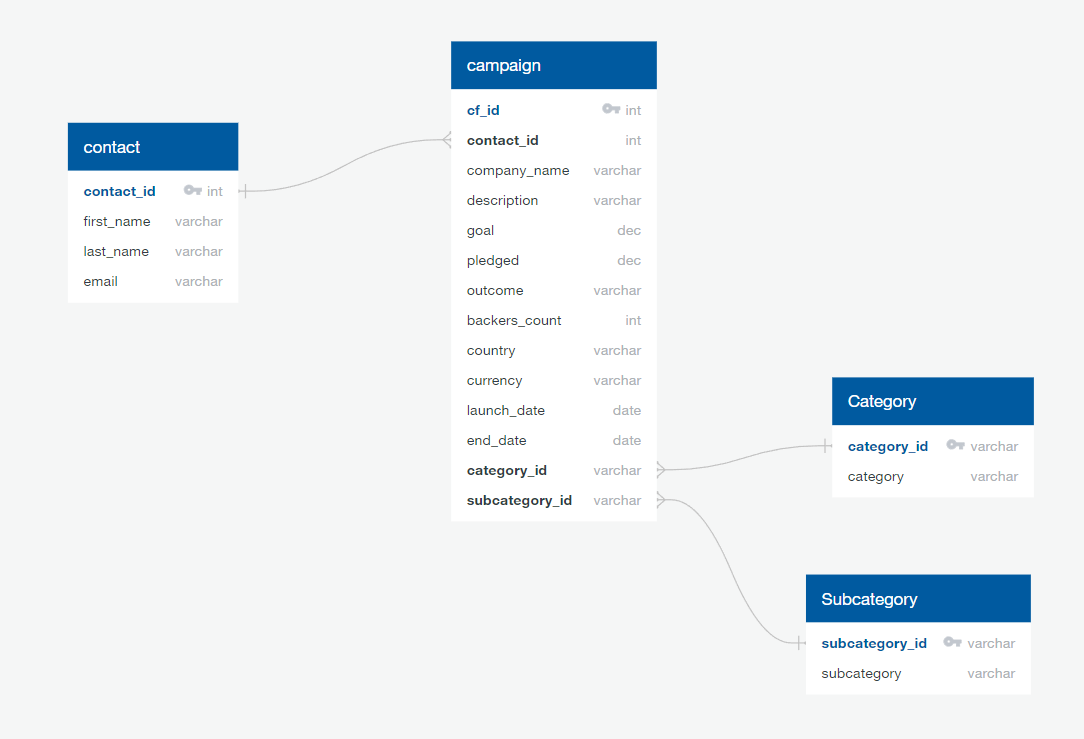 contact
contact_id int
first_name varchar
last_name varchar
email varchar
campaign
cf_id int
contact_id int
company_name varchar
description varchar
goal dec
pledged dec
outcome varchar
backers_count int
country varchar
currency varchar
launch_date date
end_date date
category_id varchar
subcategory_id varchar
Category
category_id varchar
category varchar
Subcategory
subcategory_id varchar
subcategory varchar